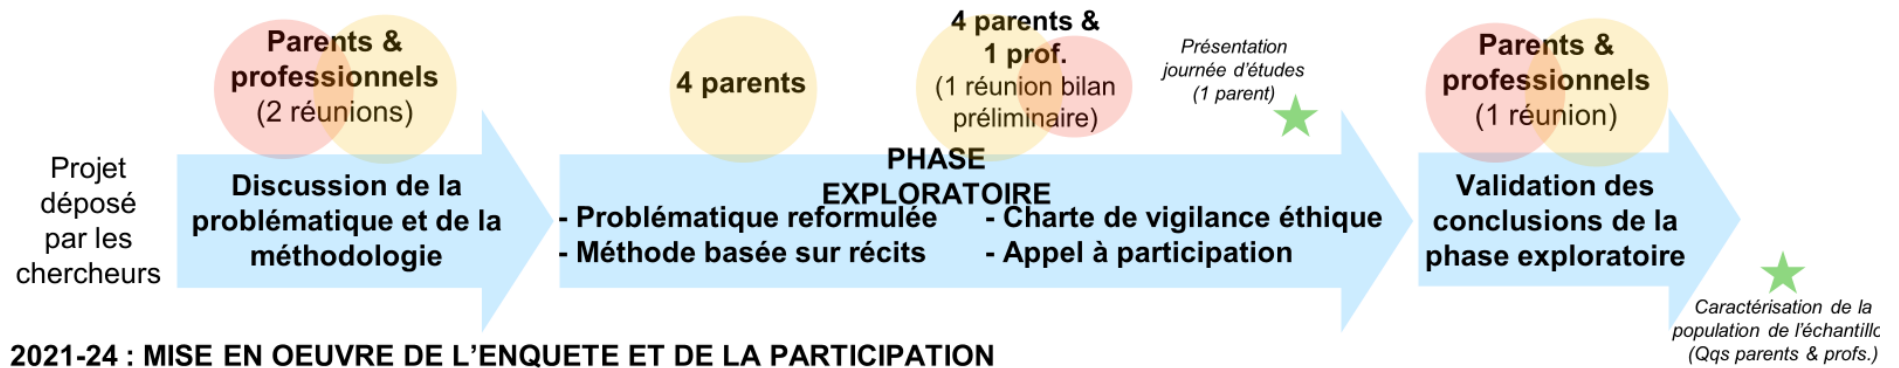 Projet
déposé
par les
chercheurs
Parents &
professionnels
(2 réunions)
Discussion de la
problématique et de la
méthodologie
4 parents
4 parents &
1 prof.
(1 réunion bilan
préliminaire)
Présentation
journée d'études
(1 parent)
PHASE
EXPLORATOIRE
- Problématique reformulée
- Méthode basée sur récits
- Charte de vigilance éthique
- Appel à participation
Parents &
professionnels
(1 réunion)
Validation des
conclusions de la
phase exploratoire
Caractérisation de la
population de l'échantillo
(Qqs parents & profs.)
2021-24 : MISE EN OEUVRE DE L'ENQUETE ET DE LA PARTICIPATION